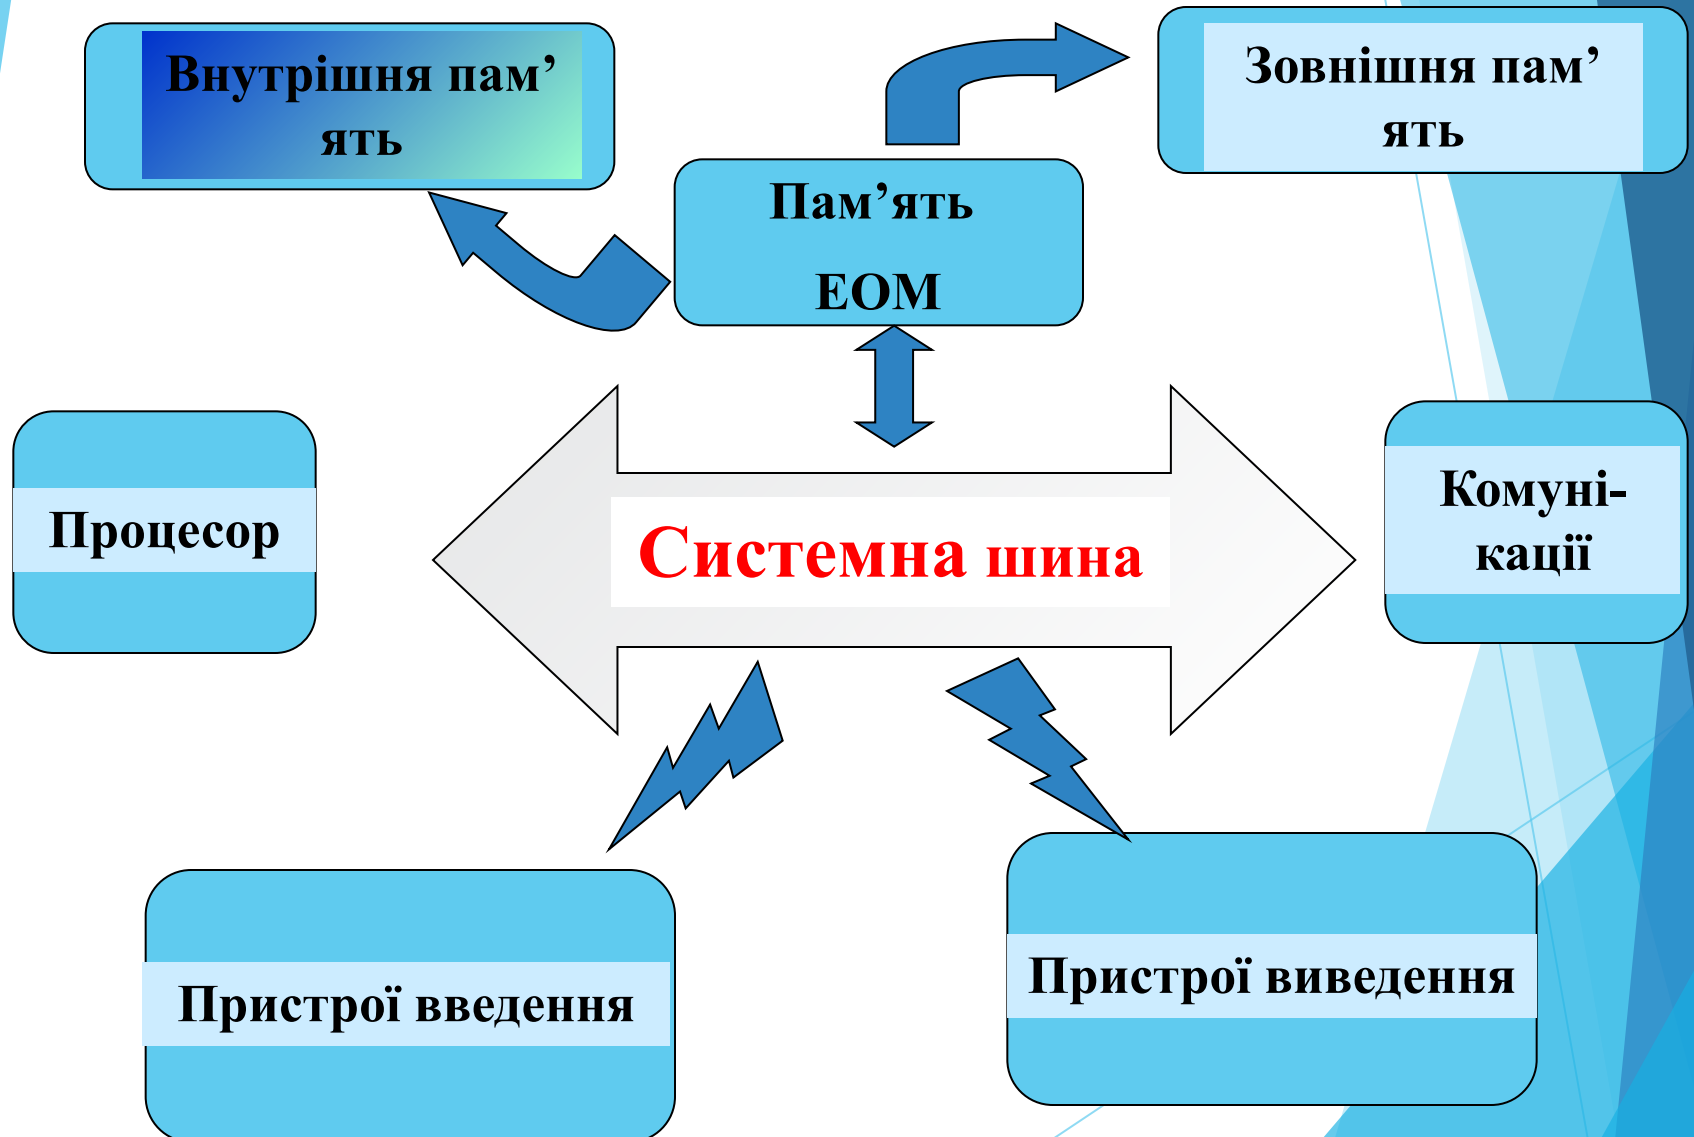 Внутрішня пам’
ять
Зовнішня пам’
ять
Пам’ять
ЕОМ
Процесор
Системна шина
Комуні-
кації
Пристрої введення
Пристрої виведення